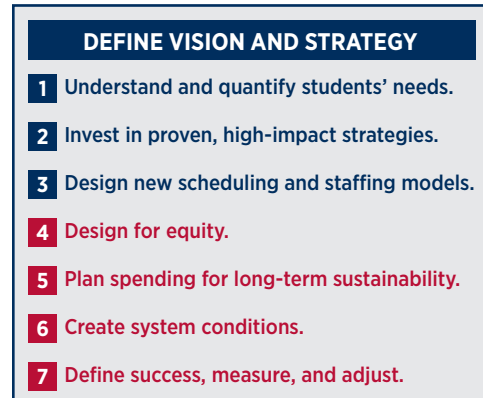 DEFINE VISION AND STRATEGY
1 Understand and quantify students’ needs.
2 Invest in proven, high-impact strategies.
3 Design new scheduling and staffing models.
4 Design for equity.
5 Plan spending for long-term sustainability.
6 Create system conditions.
7 Define success, measure, and adjust.